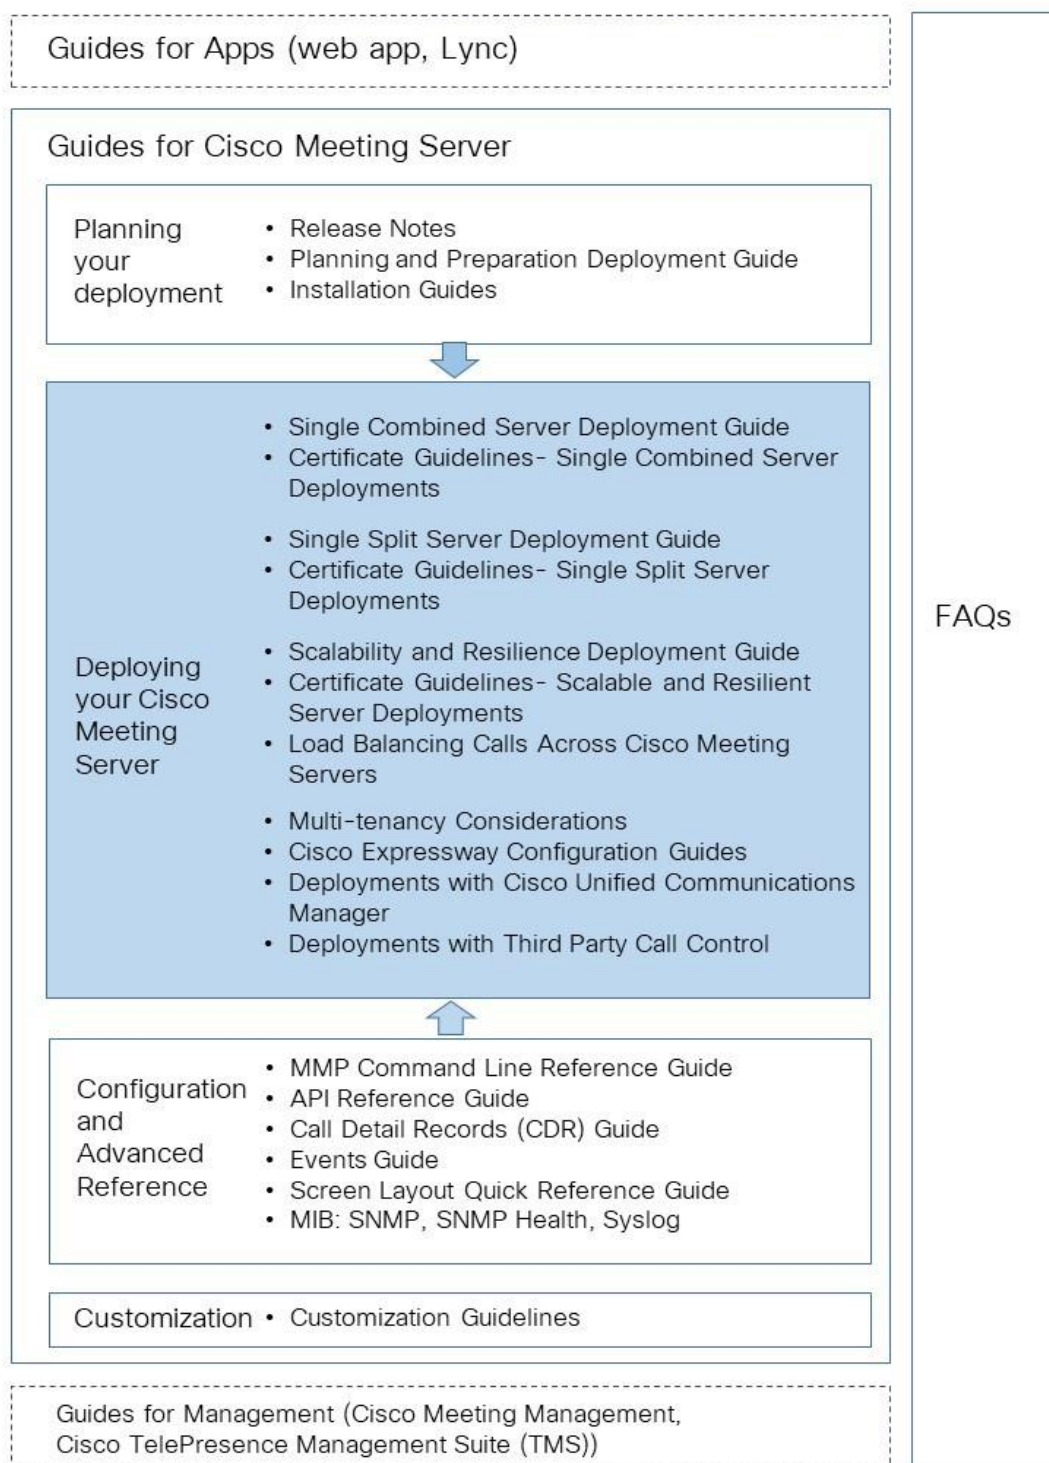 Guides for Apps (web app, Lync)
Guides for Cisco Meeting Server
Planning
your
deployment
• Release Notes
• Planning and Preparation Deployment Guide
• Installation Guides
Deploying
your Cisco
Meeting
Server
• Single Combined Server Deployment Guide
• Certificate Guidelines- Single Combined Server
Deployments
• Single Split Server Deployment Guide
• Certificate Guidelines- Single Split Server
Deployments
• Scalability and Resilience Deployment Guide
• Certificate Guidelines- Scalable and Resilient
Server Deployments
• Load Balancing Calls Across Cisco Meeting
Servers
• Multi-tenancy Considerations
• Cisco Expressway Configuration Guides
• Deployments with Cisco Unified Communications
Manager
• Deployments with Third Party Call Control
Configuration
and
Advanced
Reference
• MMP Command Line Reference Guide
• API Reference Guide
• Call Detail Records (CDR) Guide
• Events Guide
• Screen Layout Quick Reference Guide
• MIB: SNMP, SNMP Health, Syslog
Customization • Customization Guidelines
Guides for Management (Cisco Meeting Management,
Cisco TelePresence Management Suite (TMS))
FAQs